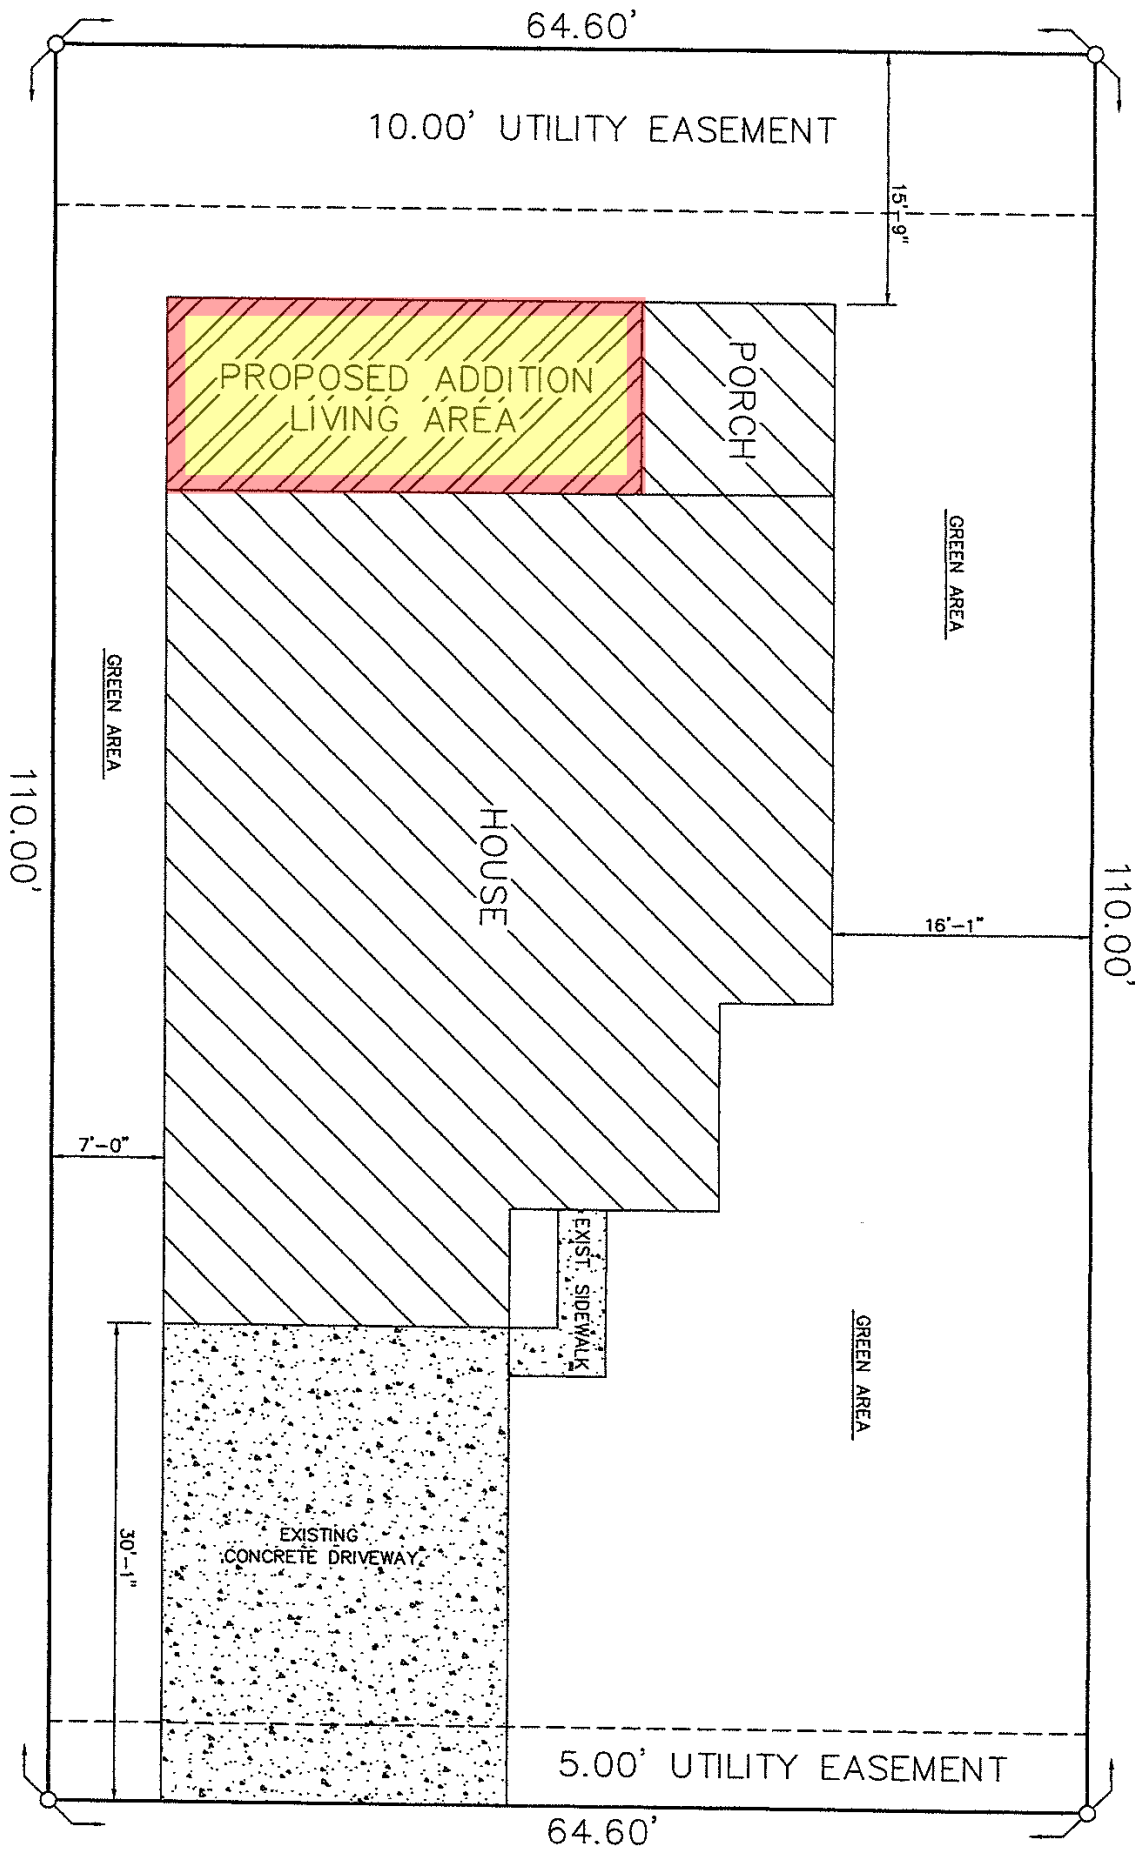 64.60'
10.00' UTILITY EASEMENT
15'-9"
PROPOSED ADDITION
LIVING AREA
PORCH
GREEN AREA
GREEN AREA
110.00'
HOUSE
110.00'
16'-1"
7'-0"
EXIST. SIDEWALK
GREEN AREA
30'-1"
EXISTING
CONCRETE DRIVEWAY
5.00' UTILITY EASEMENT
64.60'